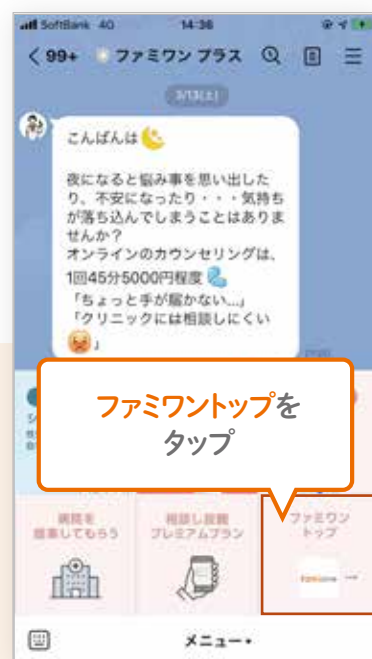 SoftBank 4G 14:36
99+ ファミワン プラス
3/13(土)
こんばんは
夜になると悩み事を思い出した
り、不安になったり・・・気持ち
が落ち込んでしまうことはありま
せんか？
オンラインのカウンセリングは、
1回45分5000円程度
「ちょっと手が届かない...」
「クリニックには相談しにくい
」
ファミワントップを
タップ
病院を
提案してもらう
相談し放題
プレミアムプラン
ファミワン
トップ
famione →
メニュー▾